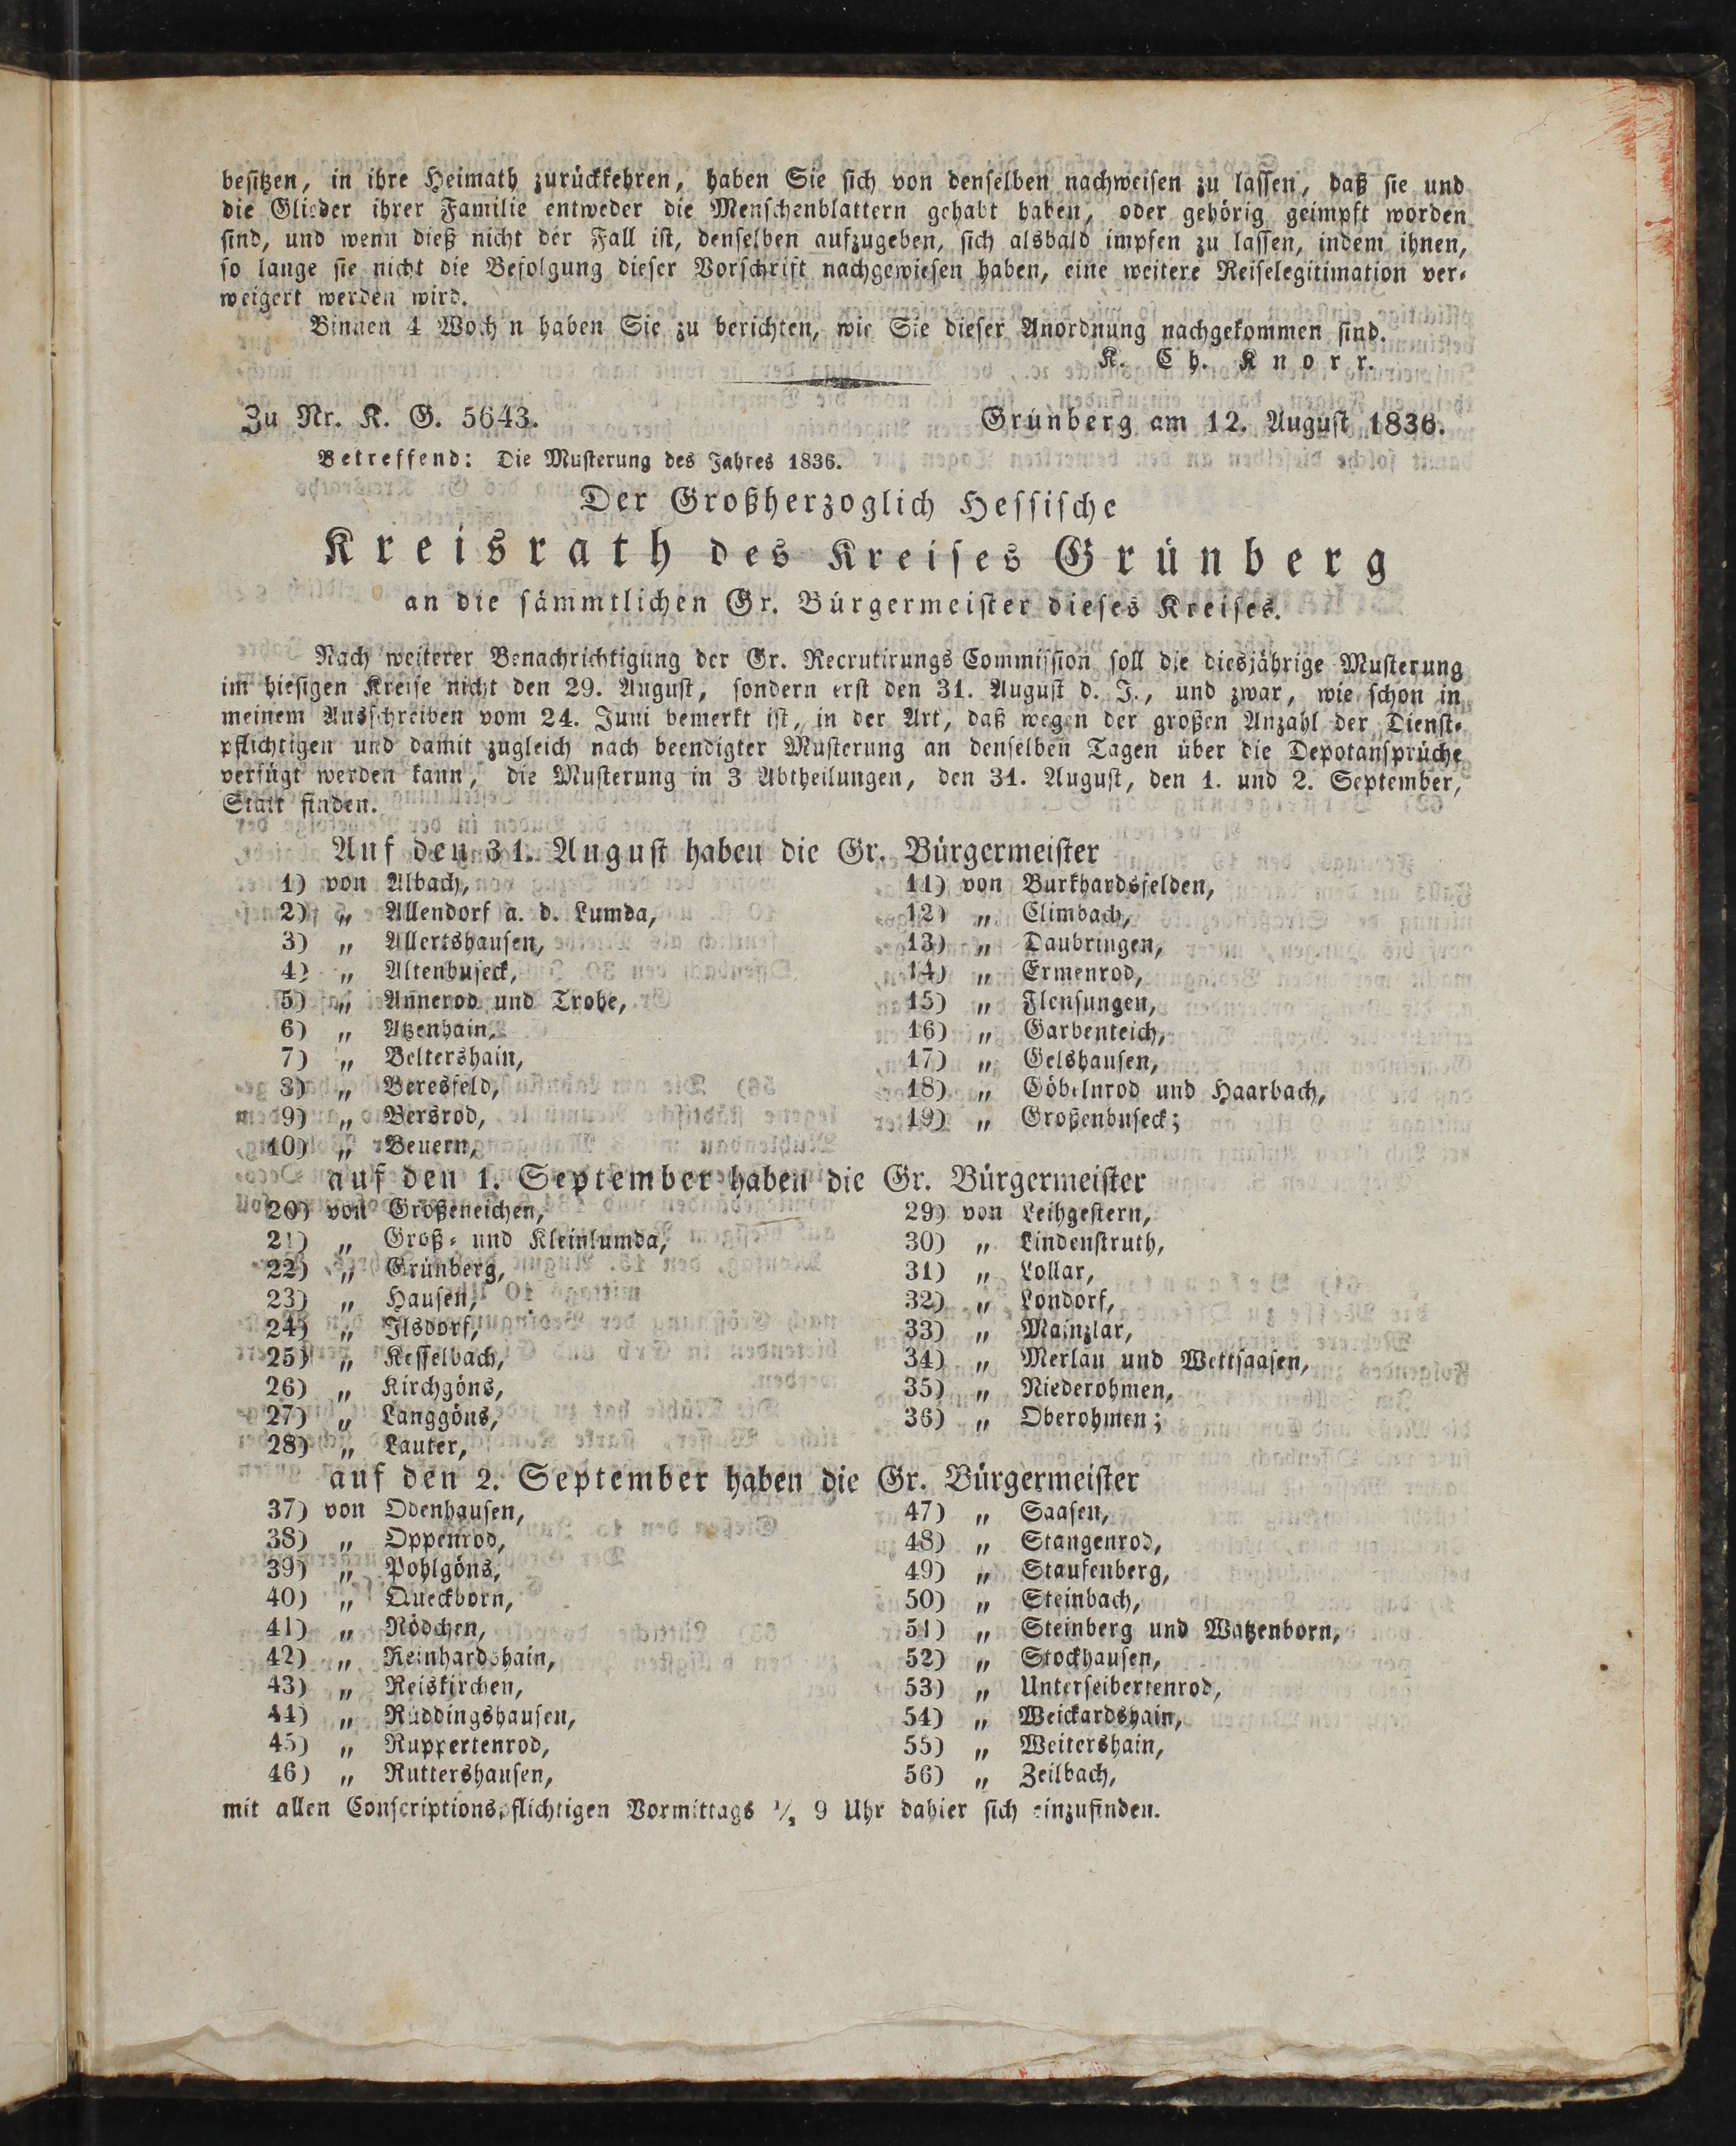 besitzen, in ihre Heimath zurückkehren, haben Sie sich von denselben nachweisen zu lassen, daß sie und
die Glieder ihrer Familie entweder die Menschenblattern gehabt haben, oder gehörig geimpft worden
sind, und wenn dieß nicht der Fall ist, denselben aufzugeben, sich alsbald impfen zu lassen, indem ihnen,
so lange sie nicht die Befolgung dieser Vorschrift nachgewiesen haben, eine weitere Reiselegitimation ver-
weigert werden wird.
Binnen 4 Woch n haben Sie zu berichten, wie Sie dieser Anordnung nachgekommen sind.
K. Ch. Knorr.
Zu Nr. K. G. 5643. Grünberg am 12. August 1836.
Betreffend: Die Musterung des Jahres 1836.
Der Großherzoglich Hessische
Kreisrath des Kreises Grünberg
an die sämmtlichen Gr. Bürgermeister dieses Kreises.
Nach weiterer Benachrichtigung der Gr. Recrutirungs Commission soll die diesjährige Musterung
im hiesigen Kreise nicht den 29. August, sondern erst den 31. August d. J., und zwar, wie schon in
meinem Ausschreiben vom 24. Juni bemerkt ist, in der Art, daß wegen der großen Anzahl der Dienst-
pflichtigen und damit zugleich nach beendigter Musterung an denselben Tagen über die Depotansprüche
verfügt werden kann, die Musterung in 3 Abtheilungen, den 31. August, den 1. und 2. September,
Statt finden.
Auf den 31. August haben die Gr. Bürgermeister
1) von Albach,
2) „ Allendorf a. d. Lumda,
3) „ Allertshausen,
4) „ Altenbuseck,
5) „ Annerod und Trohe,
6) „ Atzenhain,
7) „ Beltershain,
8) „ Beresfeld,
9) „ Bersrod,
10) „ Beuern,
11) von Burkhardsfelden,
12) „ Climbach,
13) „ Daubringen,
14) „ Ermenrod,
15) „ Flensungen,
16) „ Garbenteich,
17) „ Gelshausen,
18) „ Göbelnrod und Haarbach,
19) „ Großenbuseck;
auf den 1. September haben die Gr. Bürgermeister
20) von Großeneichen,
21) „ Groß- und Kleinlumda,
22) „ Grünberg,
23) „ Hausen,
24) „ Ilsdorf,
25) „ Kesselbach,
26) „ Kirchgöns,
27) „ Langgöns,
28) „ Lauter,
29) von Leihgestern,
30) „ Lindenstruth,
31) „ Lollar,
32) „ Londorf,
33) „ Mainzlar,
34) „ Merlau und Wettsaasen,
35) „ Niederohmen,
36) „ Oberohmen;
auf den 2. September haben die Gr. Bürgermeister
37) von Odenhausen,
38) „ Oppenrod,
39) „ Pohlgöns,
40) „ Queckborn,
41) „ Rödchen,
42) „ Reinhardshain,
43) „ Reiskirchen,
44) „ Rüddingshausen,
45) „ Ruppertenrod,
46) „ Ruttershausen,
47) „ Saasen,
48) „ Stangenrod,
49) „ Staufenberg,
50) „ Steinbach,
51) „ Steinberg und Watzenborn,
52) „ Stockhausen,
53) „ Unterseibertenrod,
54) „ Weickardshain,
55) „ Weitershain,
56) „ Zeilbach,
mit allen Conscriptionspflichtigen Vormittags ½ 9 Uhr dahier sich einzufinden.